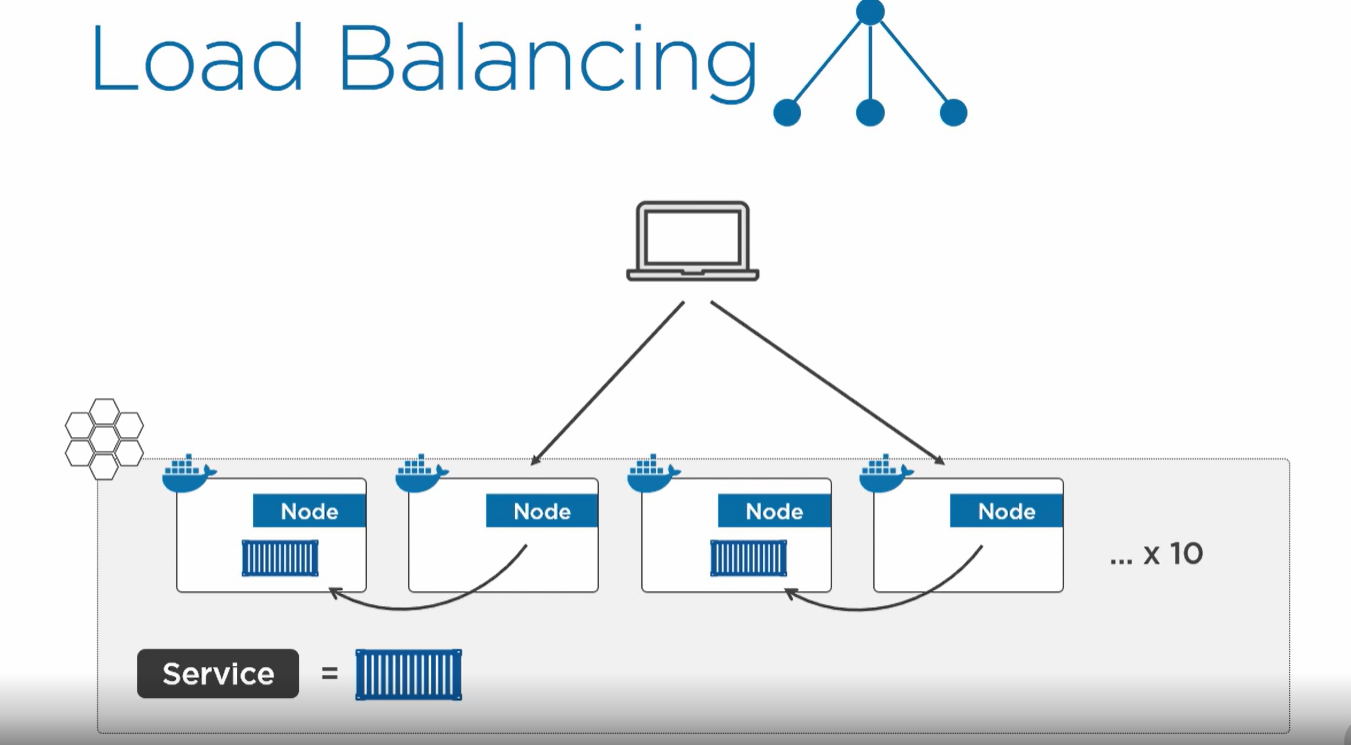 Load Balancing
Node
Node
Node
Node
... x 10
Service =